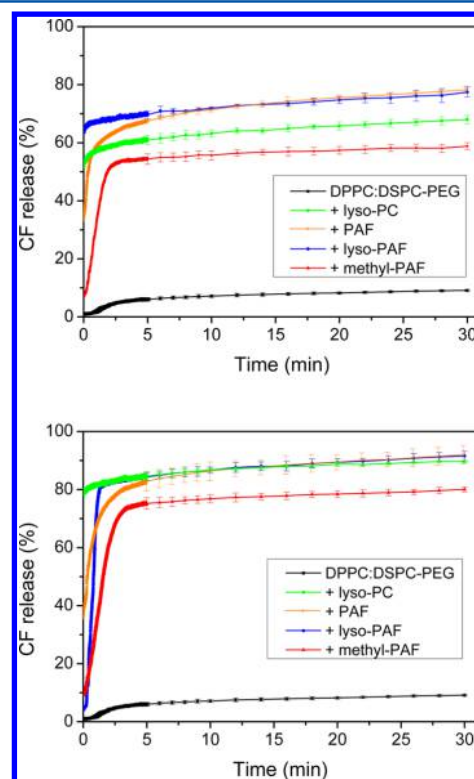 100
80
60
40
20
0
CF release (%)
DPPC:DSPC-PEG
+ lyso-PC
+ PAF
+ lyso-PAF
+ methyl-PAF
0 5 10 15 20 25 30
Time (min)
100
80
60
40
20
0
CF release (%)
DPPC:DSPC-PEG
+ lyso-PC
+ PAF
+ lyso-PAF
+ methyl-PAF
0 5 10 15 20 25 30
Time (min)